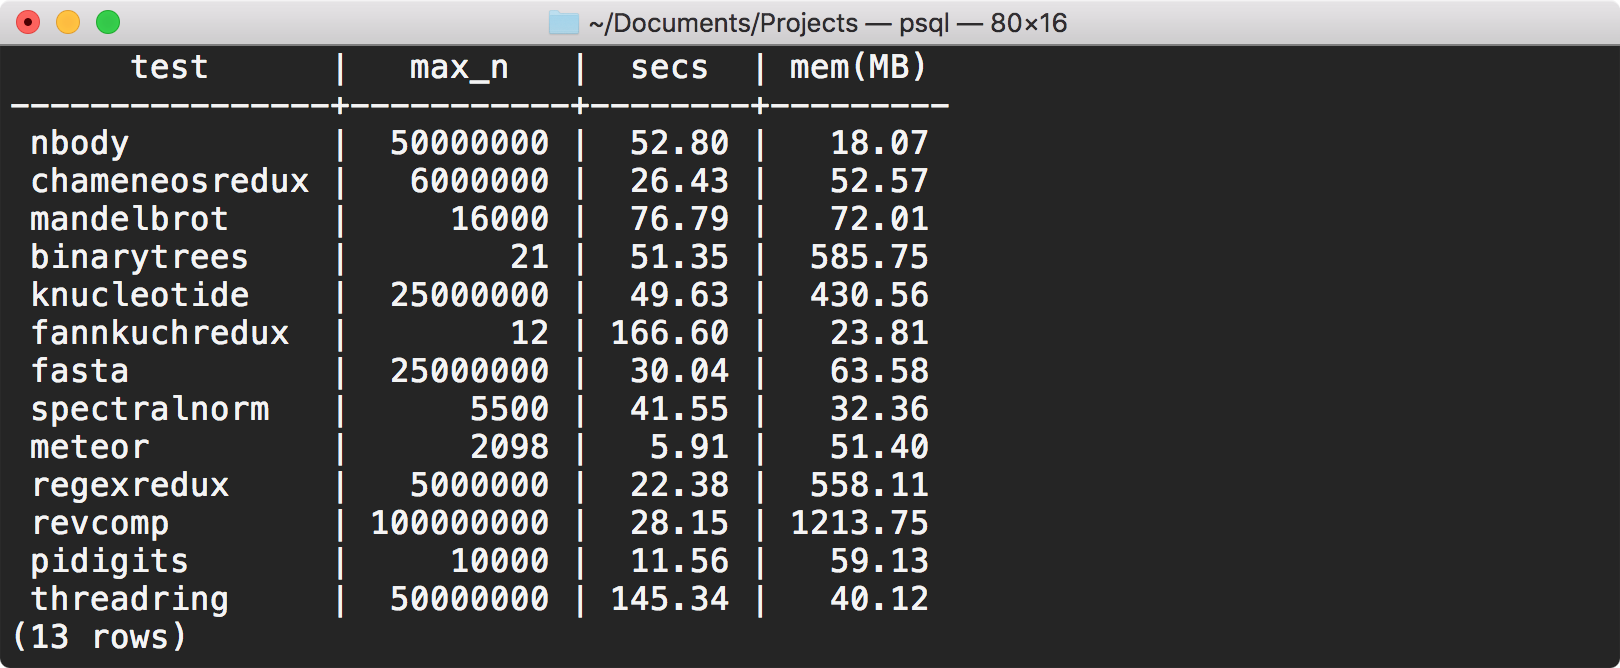 ~/Documents/Projects — psql — 80×16
      test      |   max_n   |  secs  | mem(MB)
----------------+-----------+--------+---------
 nbody          |  50000000 |  52.80 |   18.07
 chameneosredux |   6000000 |  26.43 |   52.57
 mandelbrot     |     16000 |  76.79 |   72.01
 binarytrees    |        21 |  51.35 |  585.75
 knucleotide    |  25000000 |  49.63 |  430.56
 fannkuchredux  |        12 | 166.60 |   23.81
 fasta          |  25000000 |  30.04 |   63.58
 spectralnorm   |      5500 |  41.55 |   32.36
 meteor         |      2098 |   5.91 |   51.40
 regexredux     |   5000000 |  22.38 |  558.11
 revcomp        | 100000000 |  28.15 | 1213.75
 pidigits       |     10000 |  11.56 |   59.13
 threadring     |  50000000 | 145.34 |   40.12
(13 rows)